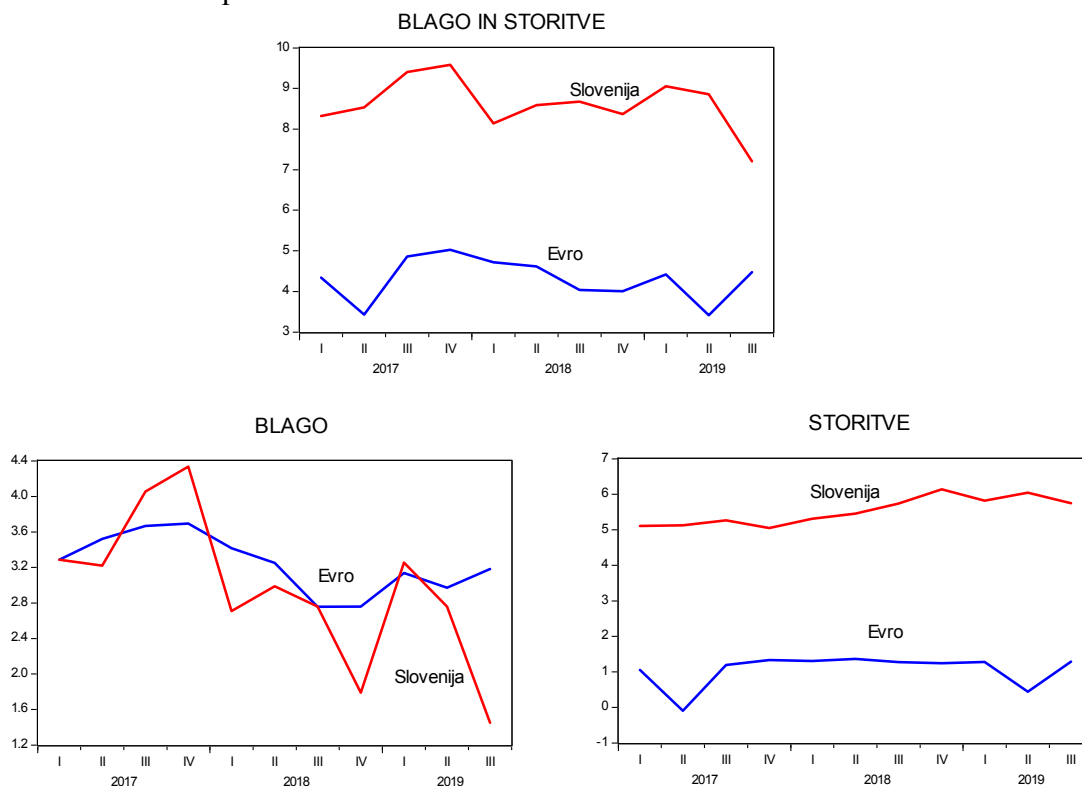 BLAGO IN STORITVE
10
9
8
7
6
5
4
3
Slovenija
Evro
I II III IV I II III IV I II III
2017 2018 2019
BLAGO
4.4
4.0
3.6
3.2
2.8
2.4
2.0
1.6
1.2
Evro
Slovenija
I II III IV I II III IV I II III
2017 2018 2019
STORITVE
7
6
5
4
3
2
1
0
-1
Slovenija
Evro
I II III IV I II III IV I II III
2017 2018 2019